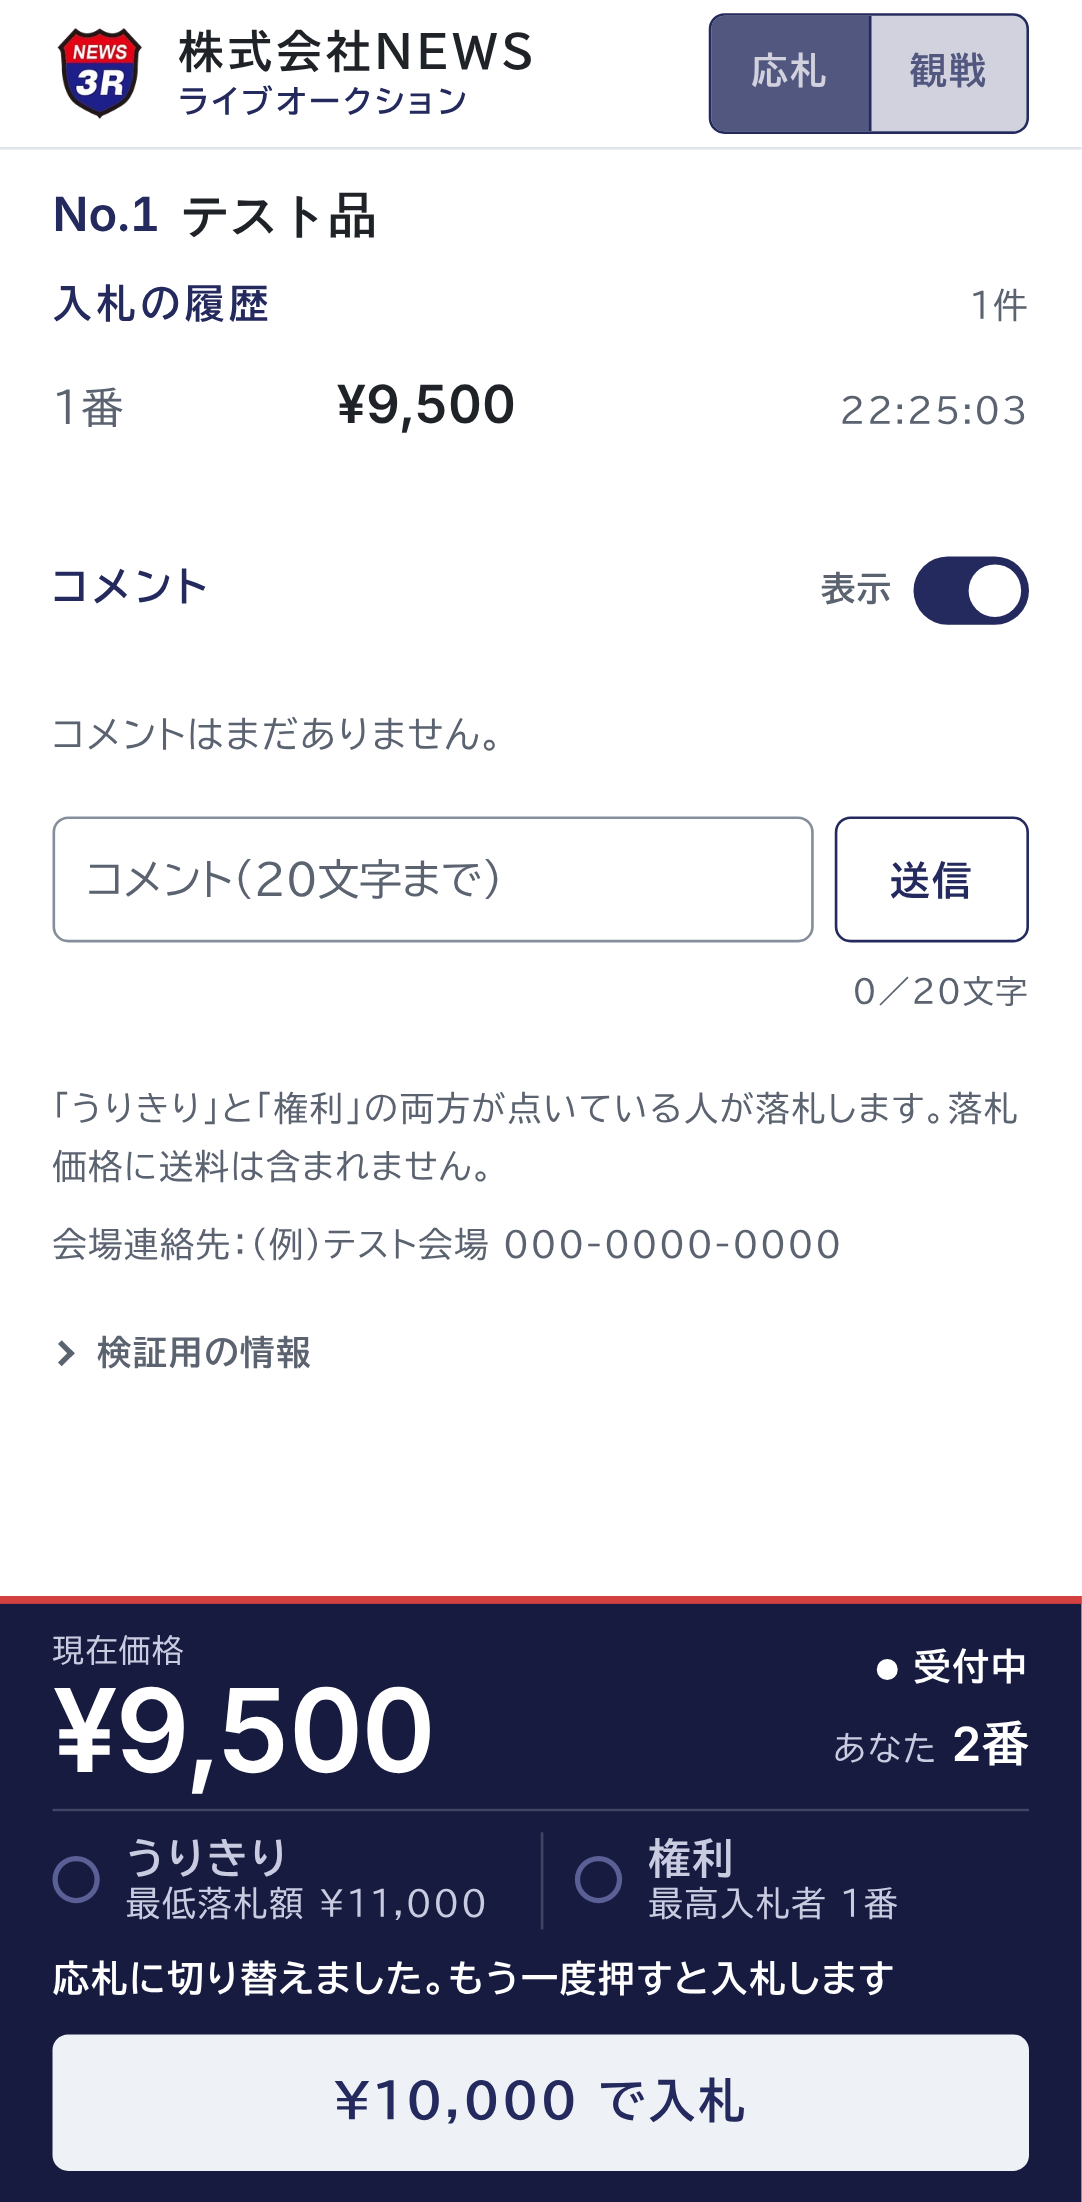 NEWS
3R
株式会社NEWS
ライブオークション
応札
観戦
No.1 テスト品
入札の履歴
1件
1番
¥9,500
22:25:03
コメント
表示
コメントはまだありません。
コメント(20文字まで)
送信
0／20文字
「うりきり」と「権利」の両方が点いている人が落札します。落札
価格に送料は含まれません。
会場連絡先：(例)テスト会場 000-0000-0000
検証用の情報
現在価格
¥9,500
受付中
あなた 2番
うりきり
最低落札額 ¥11,000
権利
最高入札者 1番
応札に切り替えました。もう一度押すと入札します
¥10,000 で入札